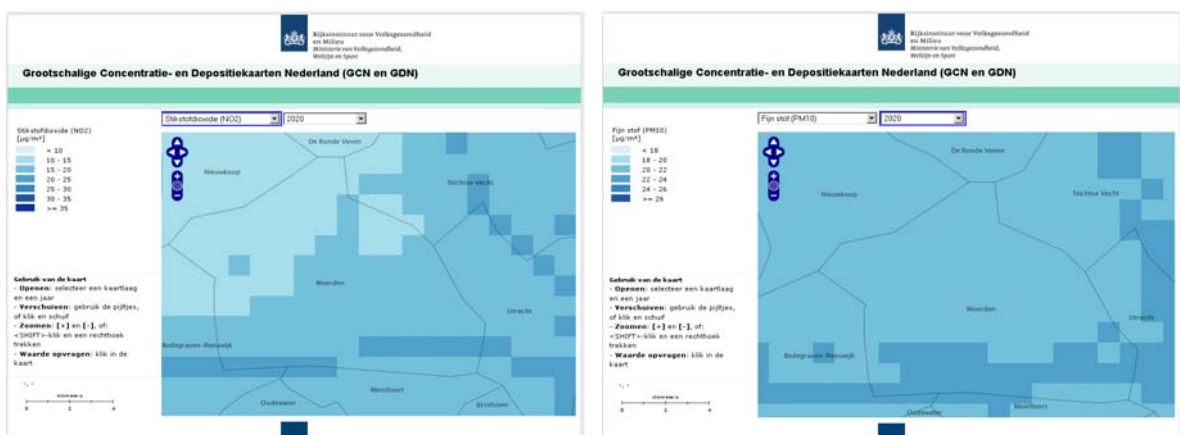 Rijksinstituut voor Volksgezondheid
en Milieu
Ministerie van Volksgezondheid,
Welzijn en Sport
Grootschalige Concentratie- en Depositiekaarten Nederland (GCN en GDN)
Stikstofdioxide (NO2)
2020
Stikstofdioxide (NO2)
[µg/m³]
< 10
10 - 15
15 - 20
20 - 25
25 - 30
30 - 35
>= 35
De Ronde Venen
Nieuwkoop
Stichtse Vecht
Woerden
Utrecht
Bodegraven-Reeuwijk
Montfoort
Oudewater
IJsselstein
Gebruik van de kaart
- Openen: selecteer een kaartlaag
en een jaar
- Verschuiven: gebruik de pijltjes,
of klik en schuif
- Zoomen: [+] en [-], of:
<SHIFT>-klik en een rechthoek
trekken
- Waarde opvragen: klik in de
kaart
0 2 4
Rijksinstituut voor Volksgezondheid
en Milieu
Ministerie van Volksgezondheid,
Welzijn en Sport
Grootschalige Concentratie- en Depositiekaarten Nederland (GCN en GDN)
Fijn stof (PM10)
2020
Fijn stof (PM10)
[µg/m³]
< 18
18 - 20
20 - 22
22 - 24
24 - 26
>= 26
De Ronde Venen
Nieuwkoop
Stichtse Vecht
Woerden
Utrecht
Bodegraven-Reeuwijk
Montfoort
Oudewater
Gebruik van de kaart
- Openen: selecteer een kaartlaag
en een jaar
- Verschuiven: gebruik de pijltjes,
of klik en schuif
- Zoomen: [+] en [-], of:
<SHIFT>-klik en een rechthoek
trekken
- Waarde opvragen: klik in de
kaart
0 2 4